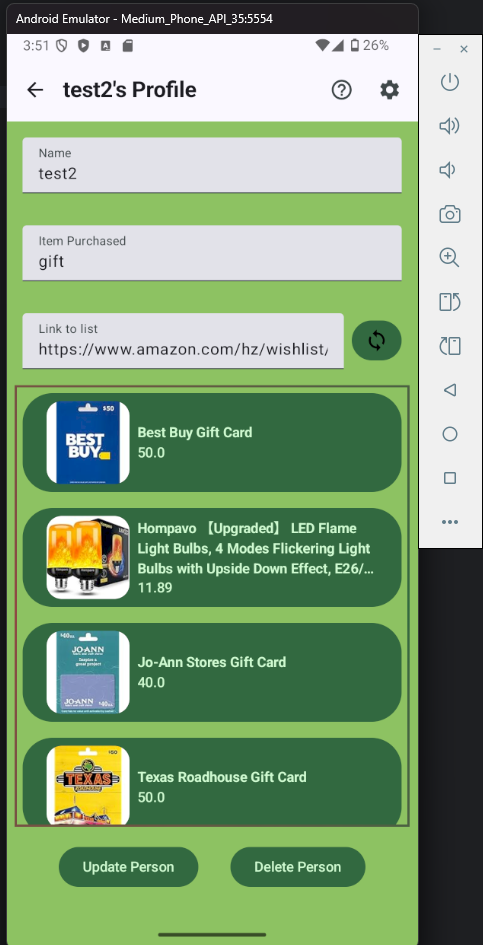 Android Emulator - Medium_Phone_API_35:5554
3:51
26%
test2's Profile
Name
test2
Item Purchased
gift
Link to list
https://www.amazon.com/hz/wishlist/
$50
BEST
BUY
Best Buy Gift Card
50.0
Hompavo 【Upgraded】 LED Flame
Light Bulbs, 4 Modes Flickering Light
Bulbs with Upside Down Effect, E26/...
11.89
JO-ANN
JO-ANN
Jo-Ann Stores Gift Card
40.0
$50
TEXAS
Texas Roadhouse Gift Card
50.0
Update Person
Delete Person